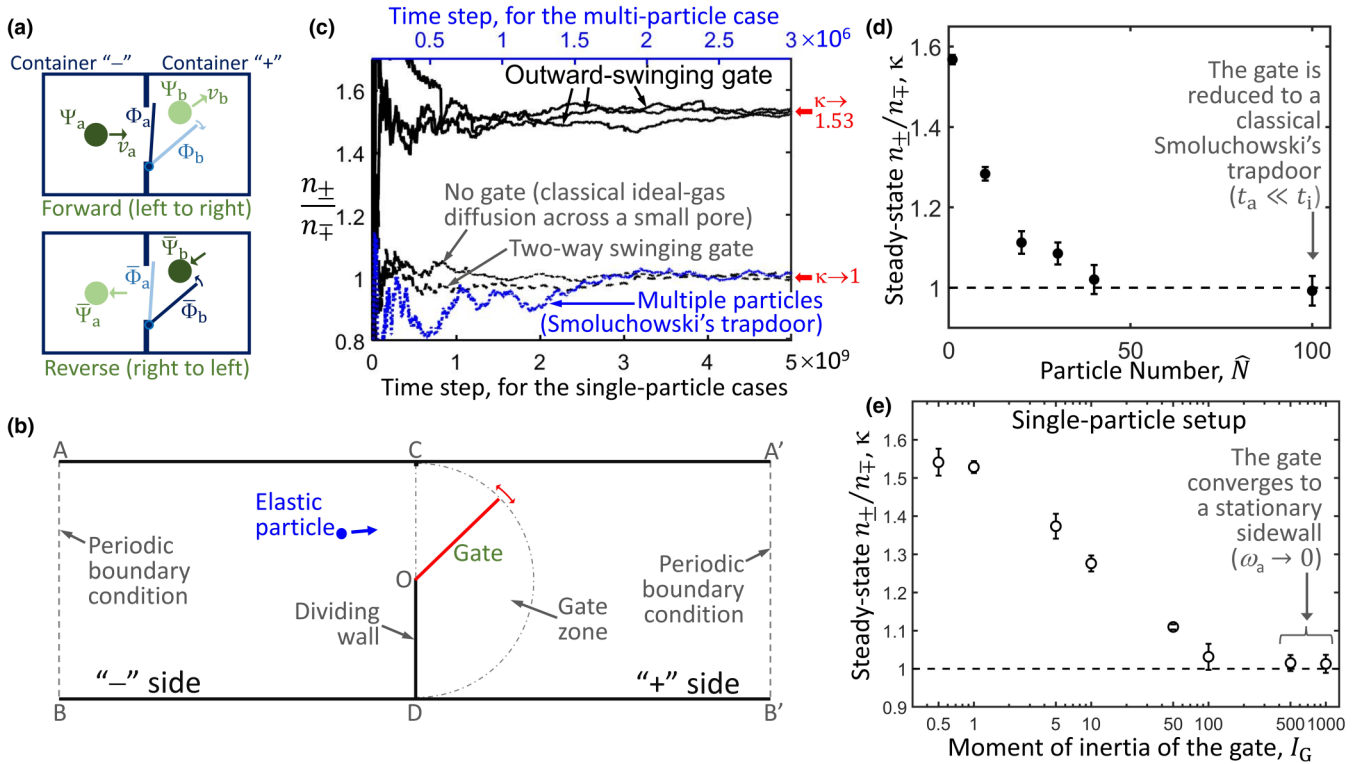 (a)
Container “−”
Container “+”
Ψa
va
Φa
Ψb
vb
Φb
Forward (left to right)
Ψ̅a
Φ̅a
Ψ̅b
Φ̅b
Reverse (right to left)
(b)
A
C
A′
Elastic
particle
Gate
O
Periodic
boundary
condition
Dividing
wall
Gate
zone
Periodic
boundary
condition
“−” side
“+” side
B
D
B′
(c)
Time step, for the multi-particle case
0.5
1
1.5
2
2.5
3 ×10⁶
n±/n∓
1.6
1.4
1.2
1
0.8
Outward-swinging gate
κ→
1.53
No gate (classical ideal-gas
diffusion across a small pore)
Two-way swinging gate
κ→1
Multiple particles
(Smoluchowski’s trapdoor)
0
1
2
3
4
5 ×10⁹
Time step, for the single-particle cases
(d)
Steady-state n±/n∓, κ
1.6
1.4
1.2
1
The gate is
reduced to a
classical
Smoluchowski’s
trapdoor
(ta ≪ ti)
0
50
100
Particle Number, N̂
(e)
Steady-state n±/n∓, κ
Single-particle setup
1.6
1.5
1.4
1.3
1.2
1.1
1
0.9
The gate
converges to
a stationary
sidewall
(ωa → 0)
0.5
1
5
10
50
100
500
1000
Moment of inertia of the gate, IG